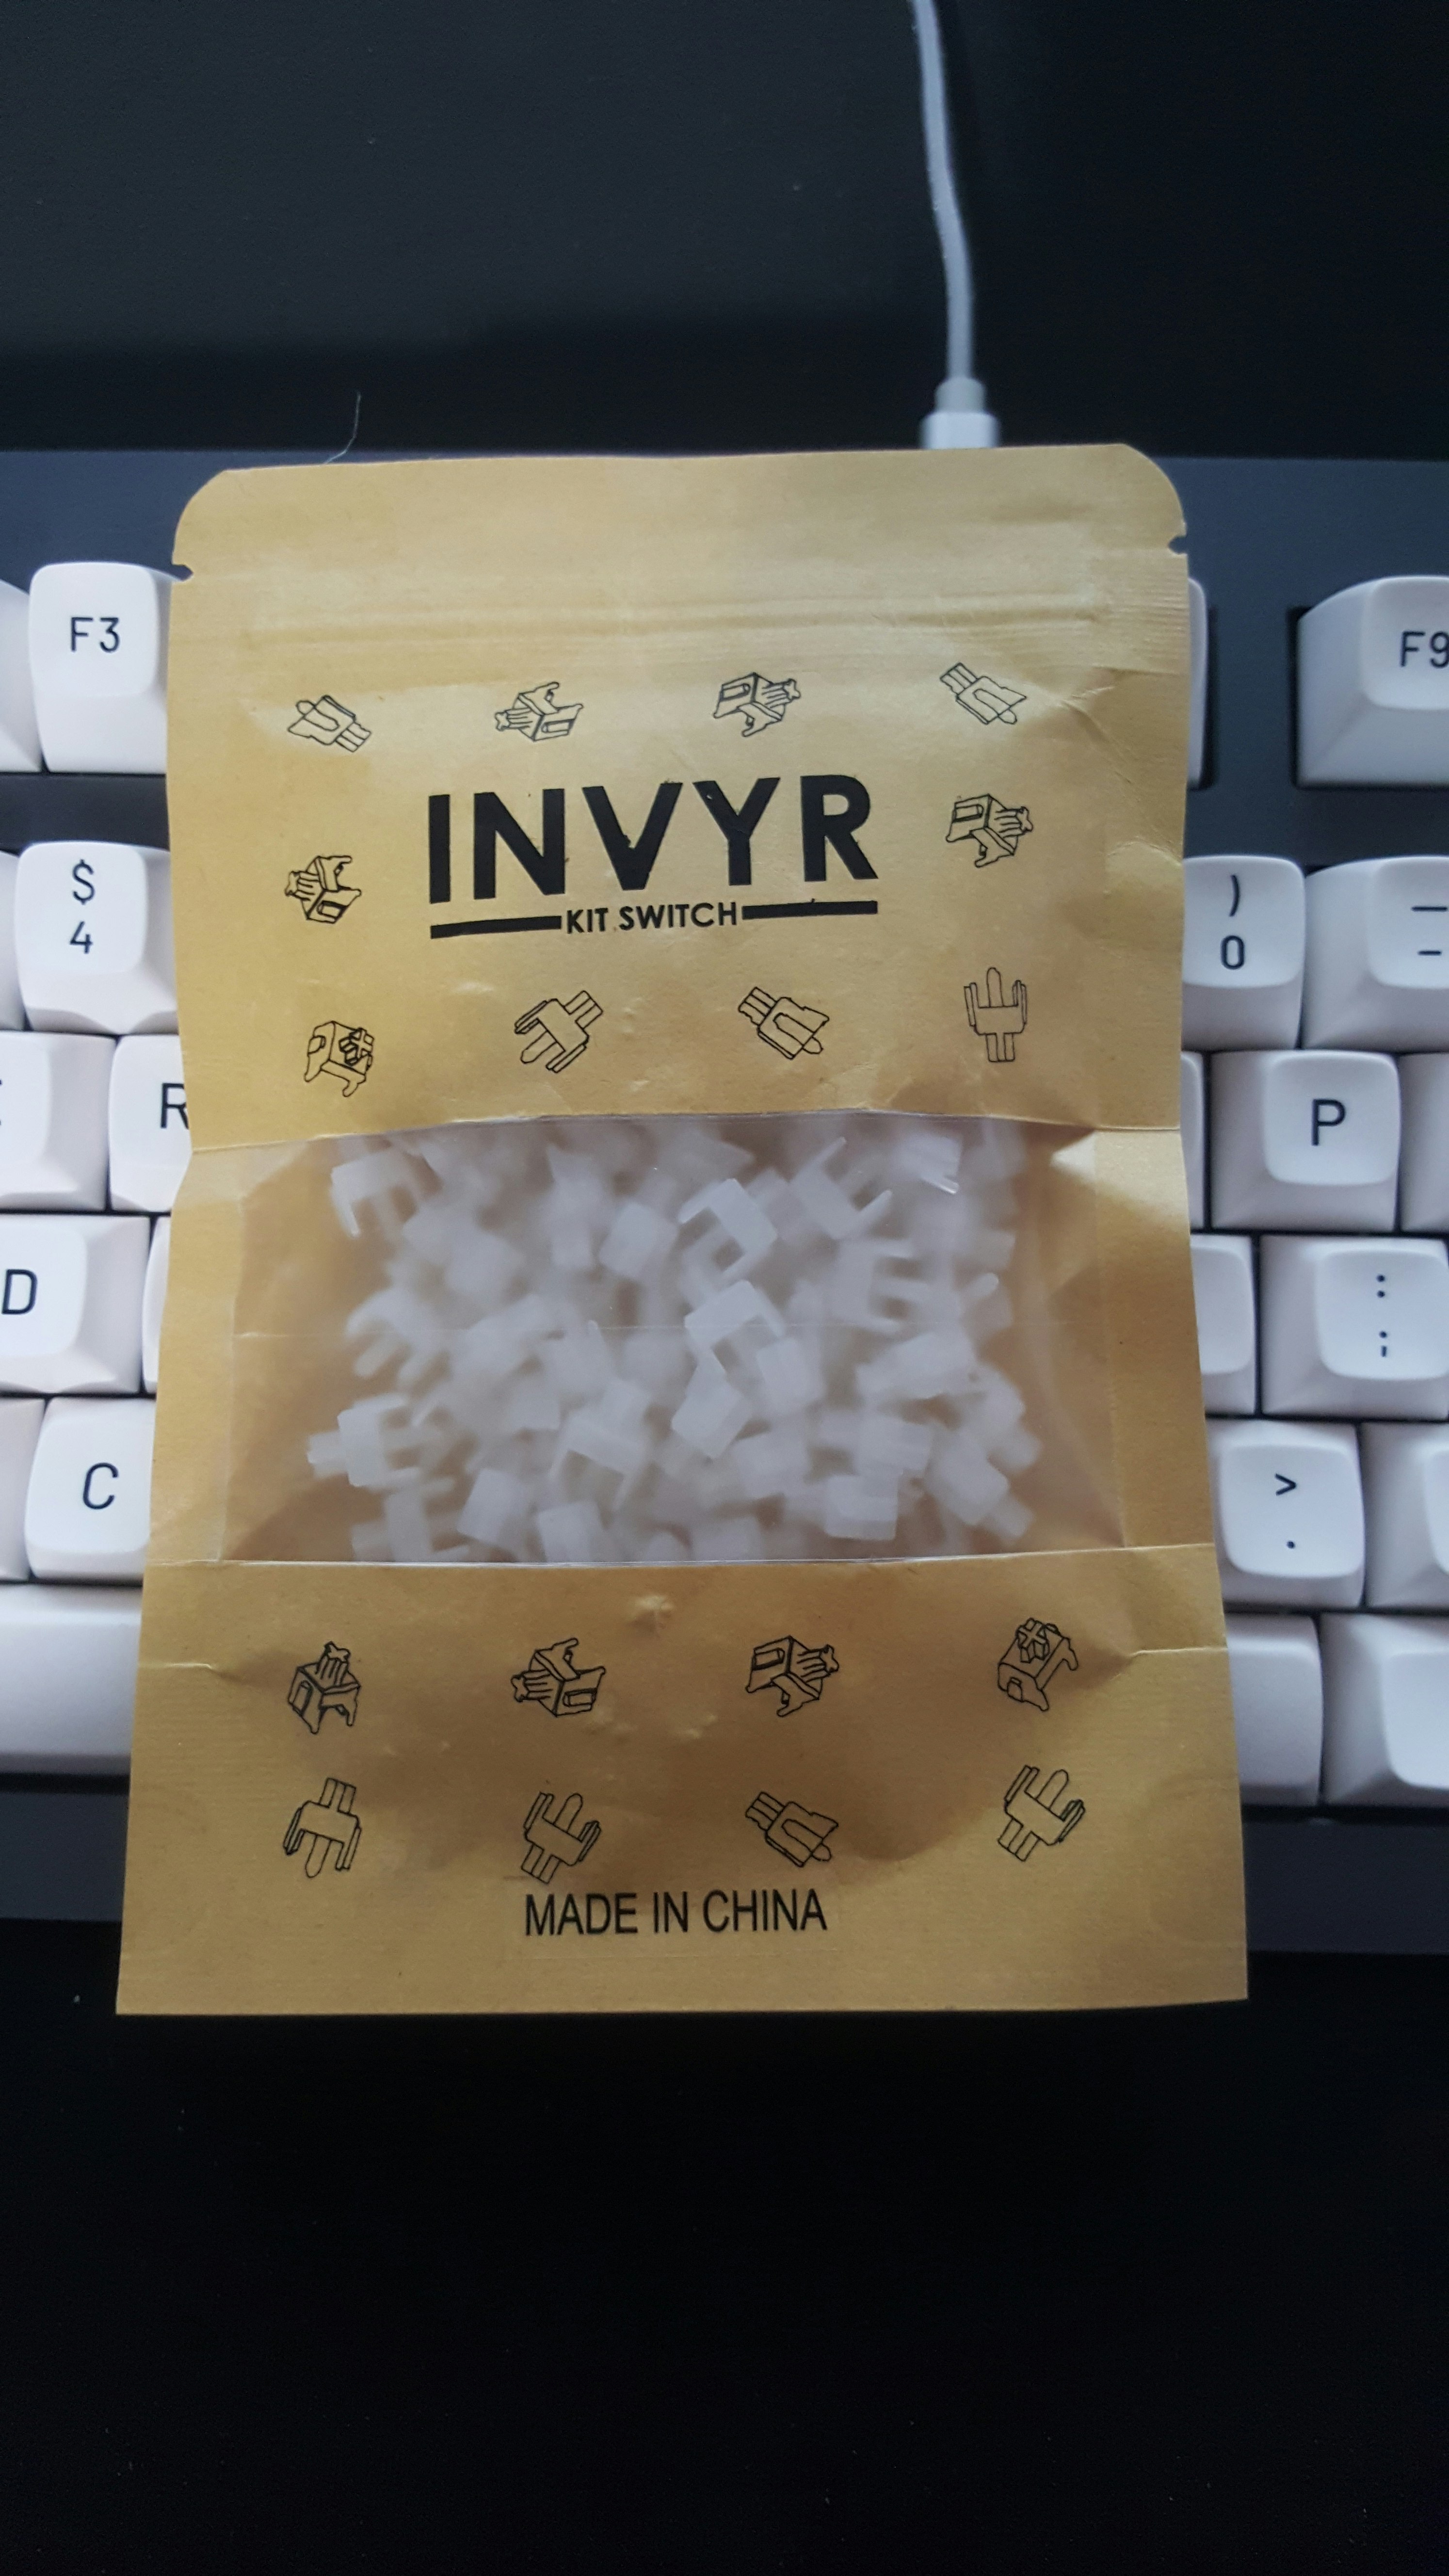 F3
F9
INVYR
KIT SWITCH
$
4
)
0
—
-
R
P
D
:
;
C
>
.
MADE IN CHINA